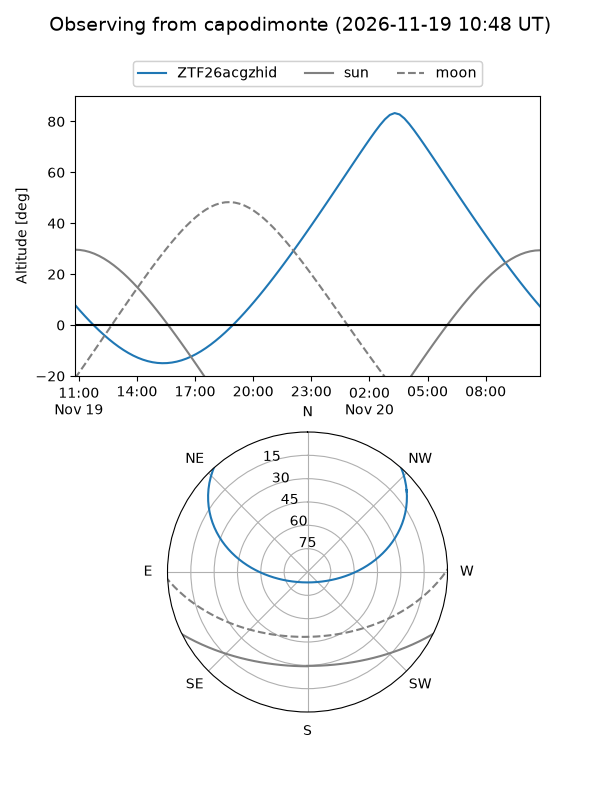 Observing from capodimonte (2026-11-19 10:48 UT)
ZTF26acgzhid
sun
moon
Altitude [deg]
80
60
40
20
0
−20
11:00
Nov 19
14:00
17:00
20:00
23:00
02:00
Nov 20
05:00
08:00
N
NE
NW
15
30
45
60
75
E
W
SE
SW
S